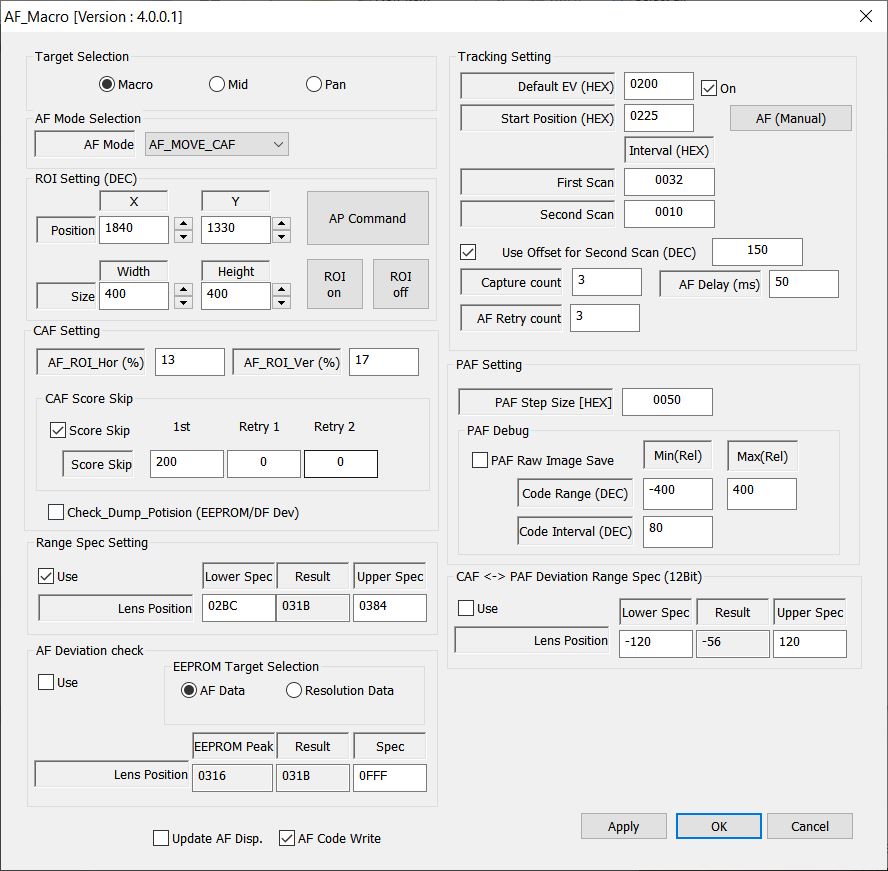 AF_Macro [Version : 4.0.0.1]
Target Selection
Macro
Mid
Pan
AF Mode Selection
AF Mode
AF_MOVE_CAF
ROI Setting (DEC)
X
Y
Position
1840
1330
AP Command
Width
Height
Size
400
400
ROI
on
ROI
off
CAF Setting
AF_ROI_Hor (%)
13
AF_ROI_Ver (%)
17
CAF Score Skip
Score Skip
1st
Retry 1
Retry 2
Score Skip
200
0
0
Check_Dump_Potision (EEPROM/DF Dev)
Range Spec Setting
Use
Lower Spec
Result
Upper Spec
Lens Position
02BC
031B
0384
AF Deviation check
Use
EEPROM Target Selection
AF Data
Resolution Data
EEPROM Peak
Result
Spec
Lens Position
0316
031B
0FFF
Update AF Disp.
AF Code Write
Tracking Setting
Default EV (HEX)
0200
On
Start Position (HEX)
0225
AF (Manual)
Interval (HEX)
First Scan
0032
Second Scan
0010
Use Offset for Second Scan (DEC)
150
Capture count
3
AF Delay (ms)
50
AF Retry count
3
PAF Setting
PAF Step Size [HEX]
0050
PAF Debug
PAF Raw Image Save
Min(Rel)
Max(Rel)
Code Range (DEC)
-400
400
Code Interval (DEC)
80
CAF <-> PAF Deviation Range Spec (12Bit)
Use
Lower Spec
Result
Upper Spec
Lens Position
-120
-56
120
Apply
OK
Cancel